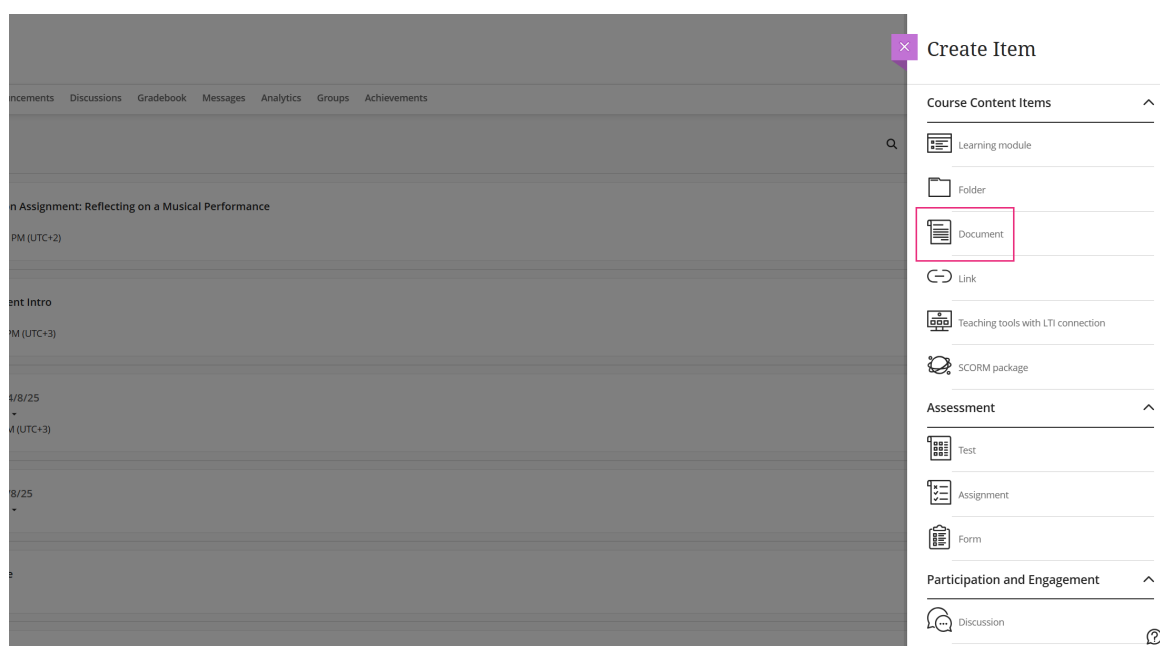 Create Item
ncements Discussions Gradebook Messages Analytics Groups Achievements
n Assignment: Reflecting on a Musical Performance
PM (UTC+2)
ent Intro
PM (UTC+3)
4/8/25
M (UTC+3)
/8/25
e
Course Content Items
Learning module
Folder
Document
Link
Teaching tools with LTI connection
SCORM package
Assessment
Test
Assignment
Form
Participation and Engagement
Discussion